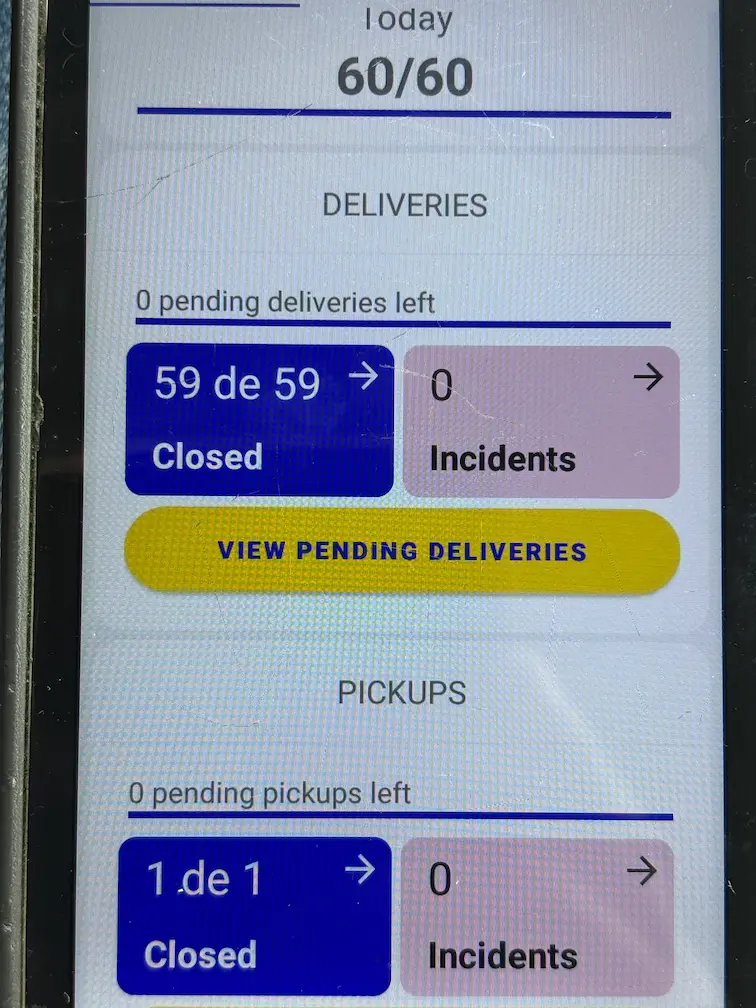 Today
60/60
DELIVERIES
0 pending deliveries left
59 de 59
0
Closed
Incidents
VIEW PENDING DELIVERIES
PICKUPS
0 pending pickups left
1 de 1
0
Closed
Incidents